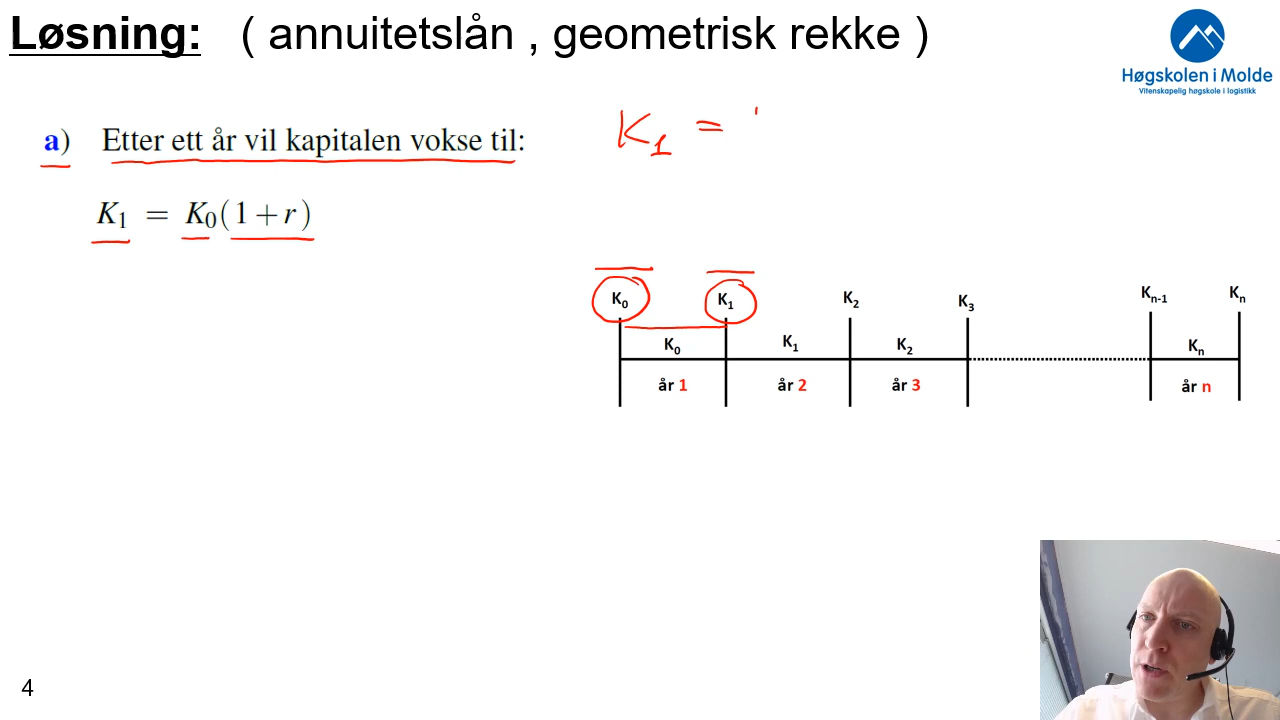 Løsning: ( annuitetslån , geometrisk rekke )
Høgskolen i Molde
Vitenskapelig høgskole i logistikk
a) Etter ett år vil kapitalen vokse til:
K₁ =
K₁ = K₀(1+r)
K₀ K₁ K₂ K₃ Kₙ₋₁ Kₙ
K₀ K₁ K₂ Kₙ
år 1 år 2 år 3 år n
4